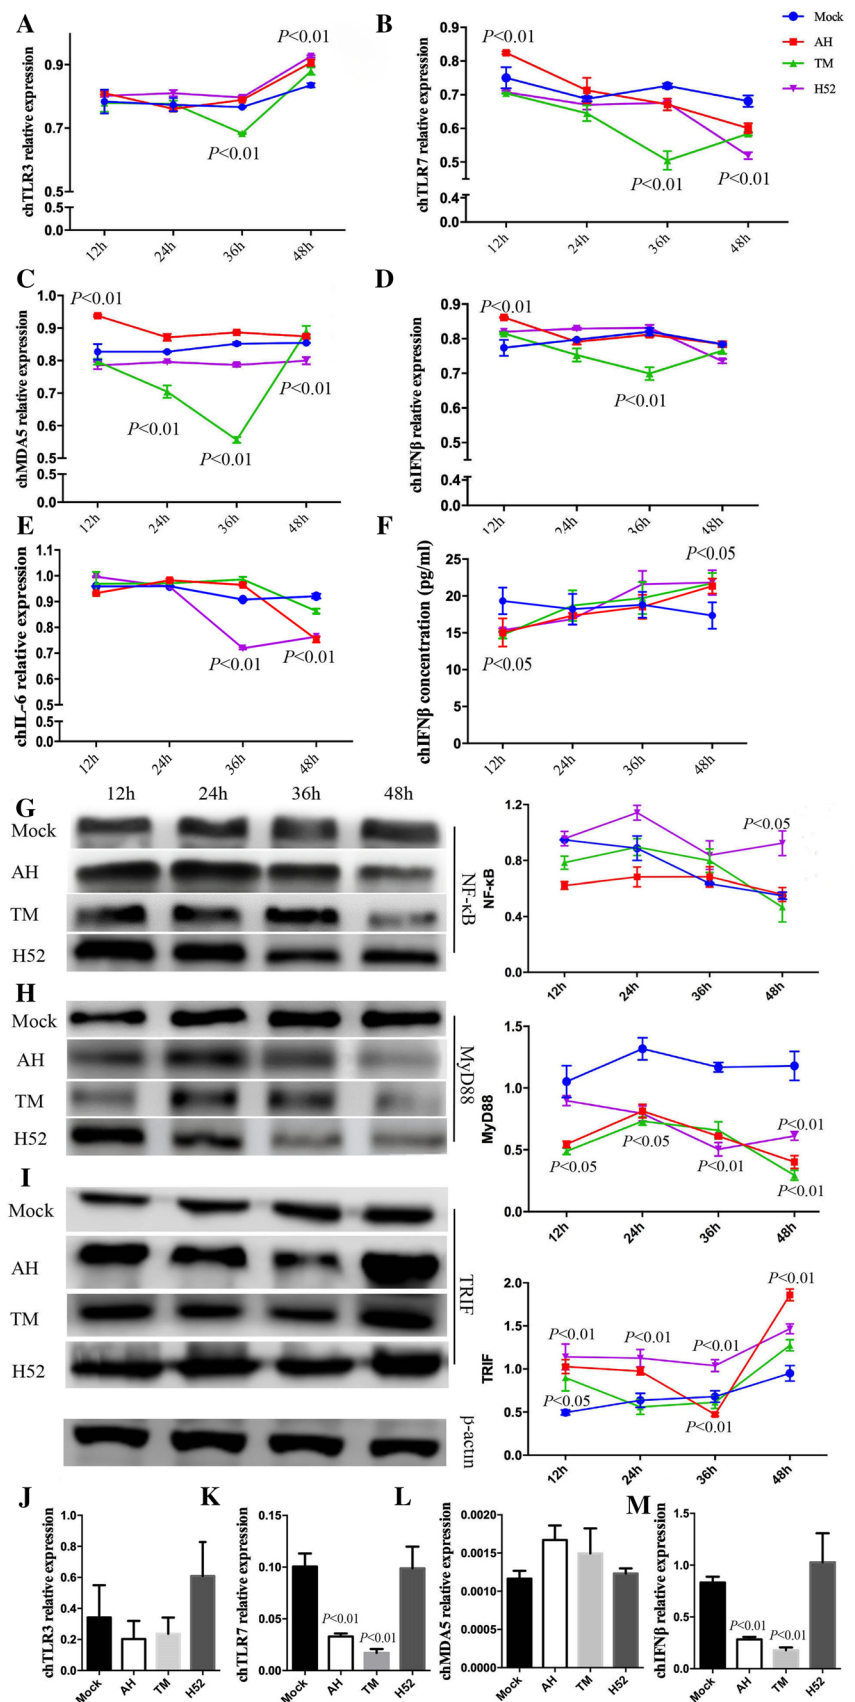 A
chTLR3 relative expression
0.9
0.7
0.5
0.5
0.0
P<0.01
P<0.01
12h 24h 36h 48h
B
chTLR7 relative expression
0.9
0.8
0.7
0.6
0.5
0.4
0.0
P<0.01
P<0.01
P<0.01
12h 24h 36h 48h
Mock
AH
TM
H52
C
chMDA5 relative expression
1.0
0.9
0.8
0.7
0.6
0.5
0.5
0.0
P<0.01
P<0.01
P<0.01
P<0.01
12h 24h 36h 48h
D
chIFNβ relative expression
0.9
0.8
0.7
0.6
0.5
0.4
0.0
P<0.01
P<0.01
12h 24h 36h 48h
E
chIL-6 relative expression
1.1
1.0
0.9
0.8
0.7
0.6
0.5
0.5
0.0
P<0.01
P<0.01
12h 24h 36h 48h
F
chIFNβ concentration (pg/ml)
25
20
15
10
5
0
P<0.05
P<0.05
12h 24h 36h 48h
12h 24h 36h 48h
G
Mock
AH
TM
H52
NF-κB
NF-κB
1.2
0.8
0.4
0.0
P<0.05
12h 24h 36h 48h
H
Mock
AH
TM
H52
MyD88
MyD88
1.5
1.0
0.5
0.0
P<0.05
P<0.05
P<0.01
P<0.01
P<0.01
12h 24h 36h 48h
I
Mock
AH
TM
H52
TRIF
TRIF
2.0
1.5
1.0
0.5
0.0
P<0.01
P<0.01
P<0.01
P<0.01
P<0.05
P<0.01
12h 24h 36h 48h
J
chTLR3 relative expression
1.0
0.8
0.6
0.4
0.2
0.0
Mock AH TM H52
K
chTLR7 relative expression
0.15
0.10
0.05
0.00
P<0.01
P<0.01
Mock AH TM H52
L
chMDA5 relative expression
0.0020
0.0015
0.0010
0.0005
0.0000
Mock AH TM H52
M
chIFNβ relative expression
1.5
1.0
0.5
0.0
P<0.01 P<0.01
Mock AH TM H52